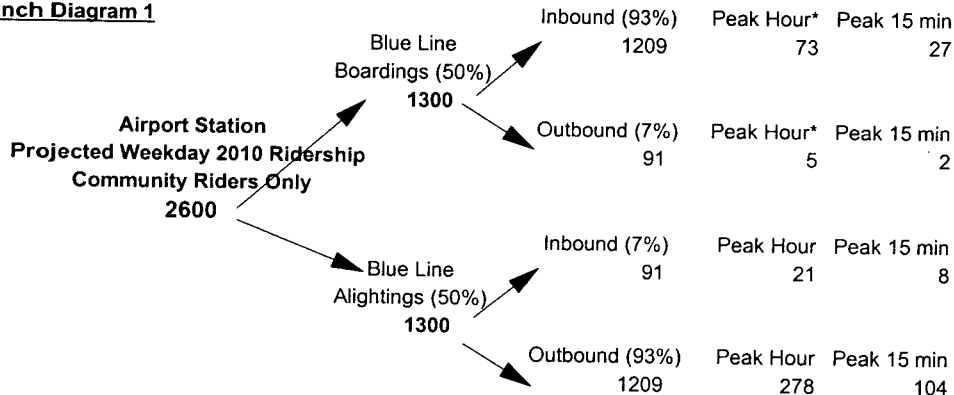 nch Diagram 1
Inbound (93%) Peak Hour* Peak 15 min
1209 73 27
Blue Line
Boardings (50%)
1300
Outbound (7%) Peak Hour* Peak 15 min
91 5 2
Airport Station
Projected Weekday 2010 Ridership
Community Riders Only
2600
Inbound (7%) Peak Hour Peak 15 min
91 21 8
Blue Line
Alightings (50%)
1300
Outbound (93%) Peak Hour Peak 15 min
1209 278 104